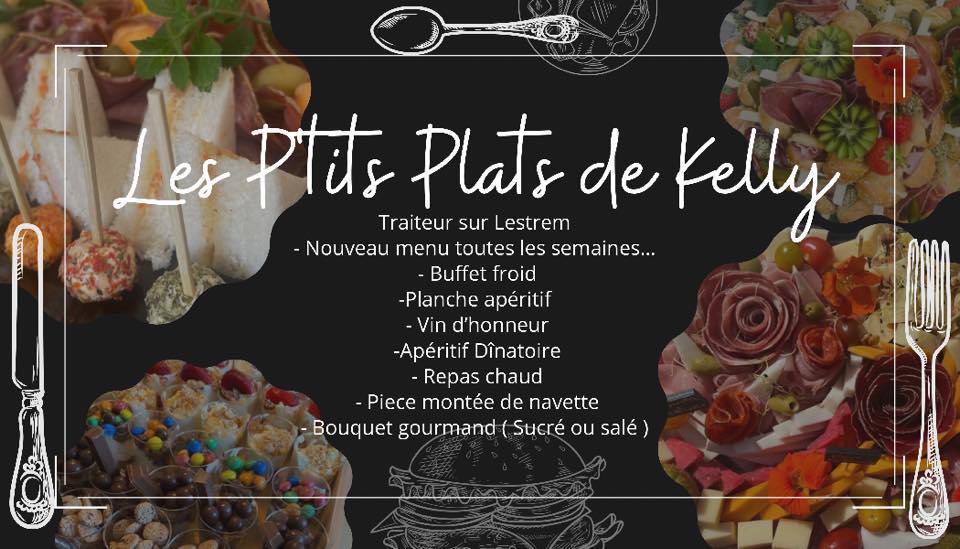 Les P'tits Plats de Kelly
Traiteur sur Lestrem
- Nouveau menu toutes les semaines...
- Buffet froid
-Planche apéritif
- Vin d'honneur
-Apéritif Dînatoire
- Repas chaud
- Piece montée de navette
- Bouquet gourmand ( Sucré ou salé )